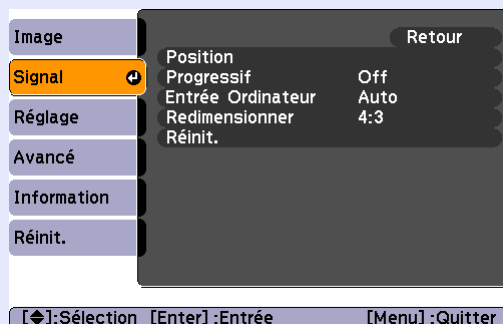 Image
Signal
Réglage
Avancé
Information
Réinit.
Retour
Position
Progressif Off
Entrée Ordinateur Auto
Redimensionner 4:3
Réinit.
[◆]:Sélection [Enter]:Entrée [Menu]:Quitter